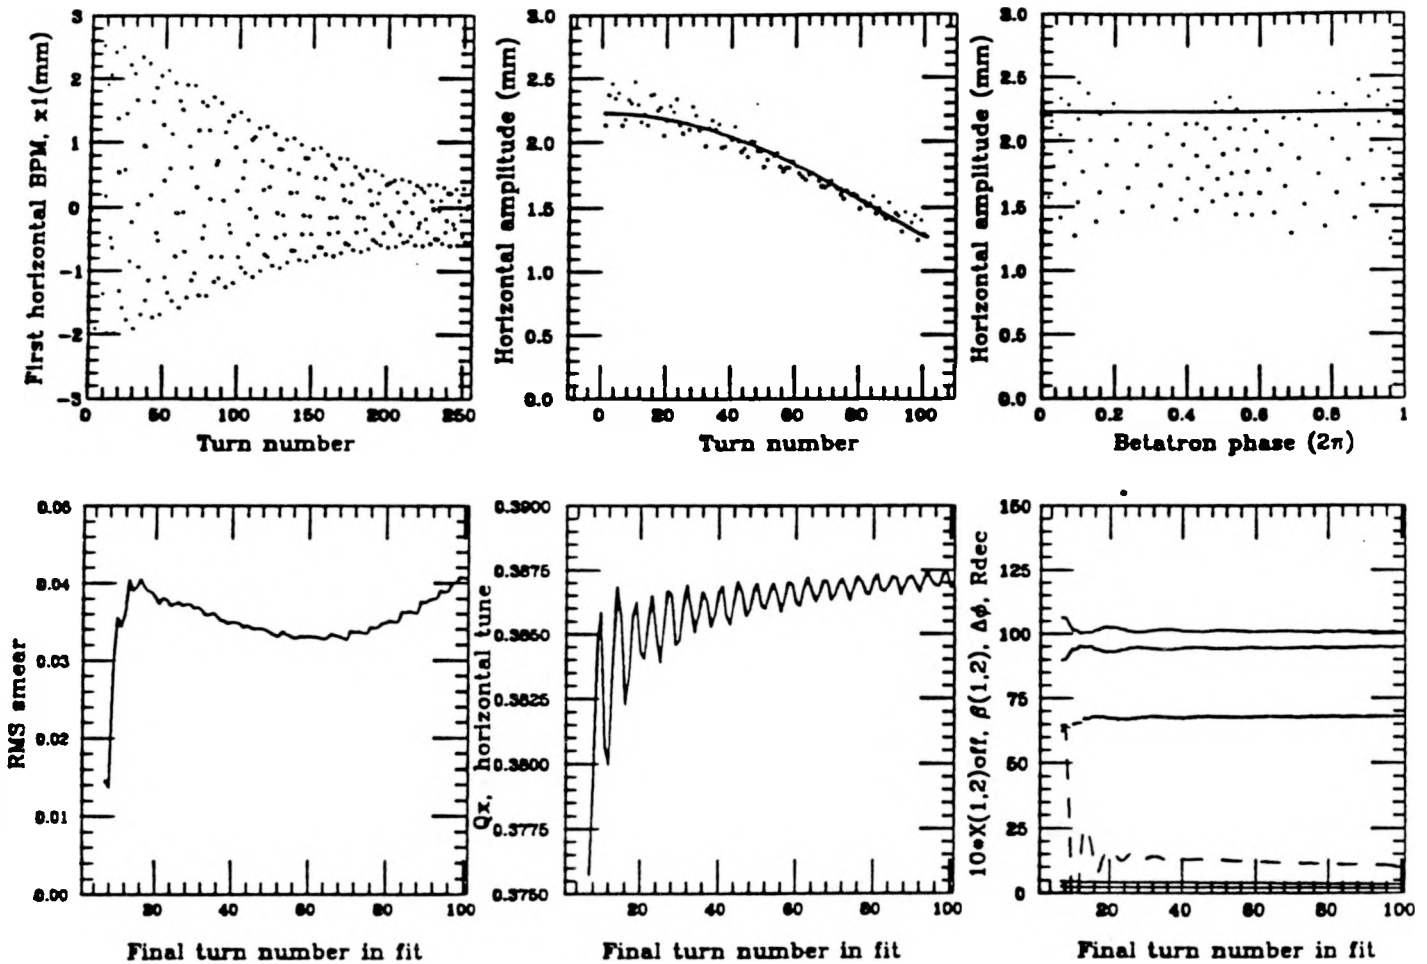 First horizontal BPM, x1(mm)
3
2
1
0
-1
-2
-3
0 50 100 150 200 250
Turn number
Horizontal amplitude (mm)
3.0
2.5
2.0
1.5
1.0
0.5
0.0
0 20 40 60 80 100
Turn number
Horizontal amplitude (mm)
3.0
2.5
2.0
1.5
1.0
0.5
0.0
0 0.2 0.4 0.6 0.8 1
Betatron phase (2π)
RMS smear
0.05
0.04
0.03
0.02
0.01
0.00
20 40 60 80 100
Final turn number in fit
Qx, horizontal tune
0.3900
0.3875
0.3850
0.3825
0.3800
0.3775
0.3750
20 40 60 80 100
Final turn number in fit
10*X(1,2)off, β(1,2), Δϕ, Rdec
150
125
100
75
50
25
0
20 40 60 80 100
Final turn number in fit